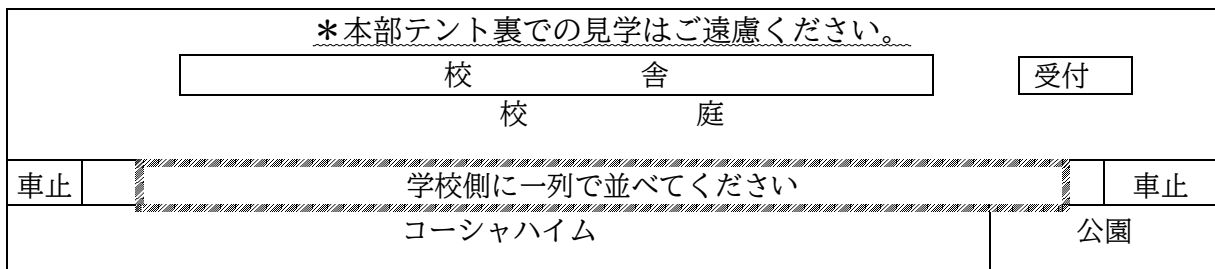 ＊本部テント裏での見学はご遠慮ください。
校　舎　受付
校　庭
車止　学校側に一列で並べてください　車止
コーシャハイム　公園